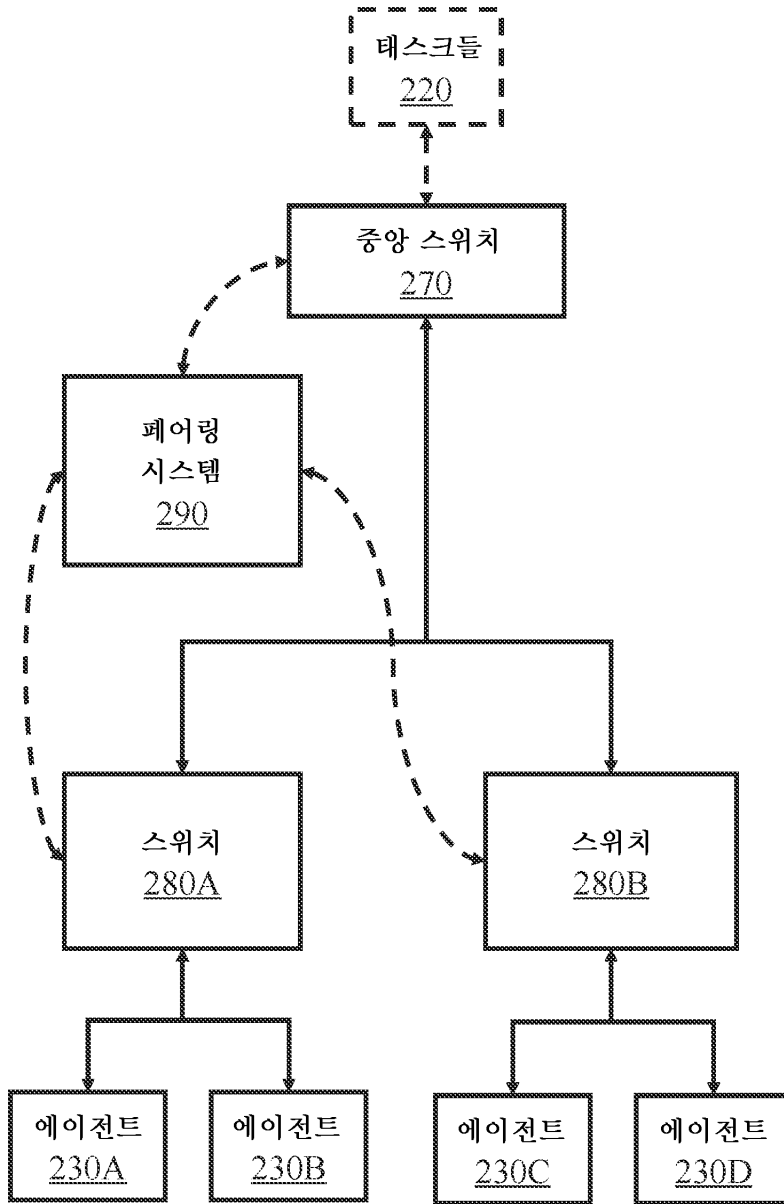 태스크들
220
중앙 스위치
270
페어링
시스템
290
스위치
280A
스위치
280B
에이전트
230A
에이전트
230B
에이전트
230C
에이전트
230D